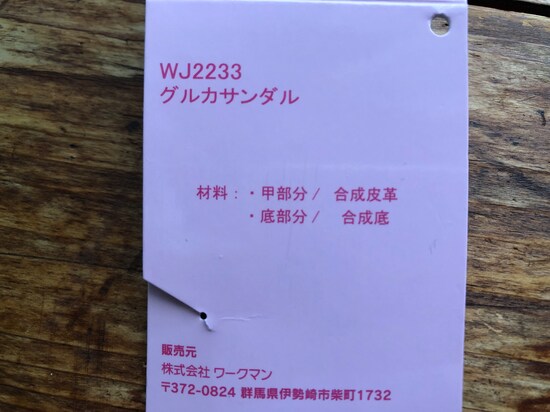 WJ2233
グルカサンダル
材料：・甲部分/ 合成皮革
・底部分/ 合成底
販売元
株式会社 ワークマン
〒372-0824 群馬県伊勢崎市柴町1732